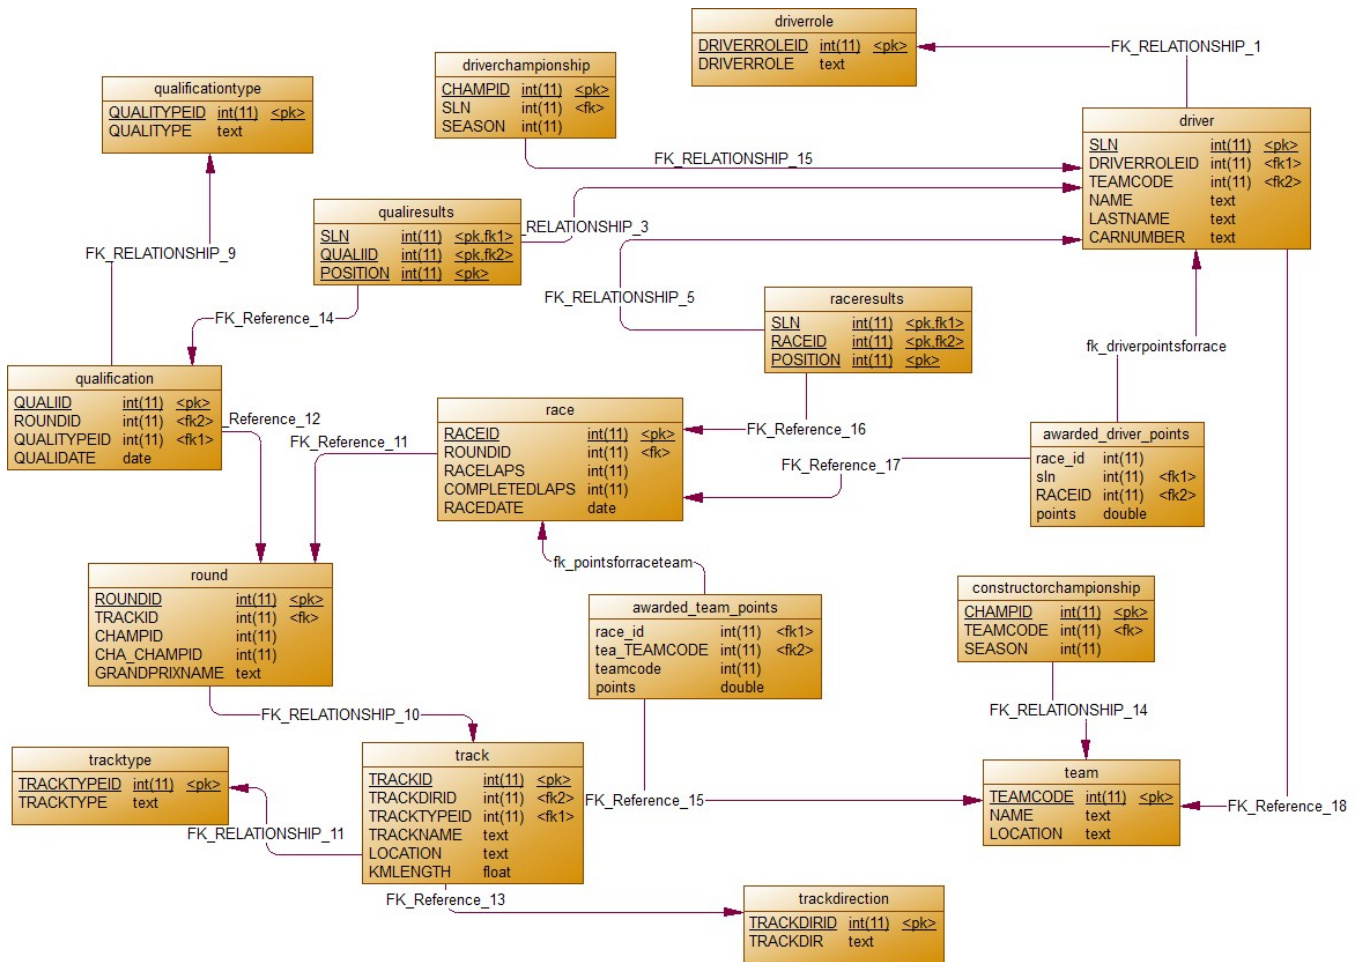 driverrole
DRIVERROLEID int(11) <pk>
DRIVERROLE text
FK_RELATIONSHIP_1
driverchampionship
CHAMPID int(11) <pk>
SLN int(11) <fk>
SEASON int(11)
qualificationtype
QUALITYPEID int(11) <pk>
QUALITYPE text
driver
SLN int(11) <pk>
DRIVERROLEID int(11) <fk1>
TEAMCODE int(11) <fk2>
NAME text
LASTNAME text
CARNUMBER text
FK_RELATIONSHIP_15
qualiresults
SLN int(11) <pk,fk1>
QUALIID int(11) <pk,fk2>
POSITION int(11) <pk>
_RELATIONSHIP_3
FK_RELATIONSHIP_9
FK_RELATIONSHIP_5
raceresults
SLN int(11) <pk,fk1>
RACEID int(11) <pk,fk2>
POSITION int(11) <pk>
FK_Reference_14
fk_driverpointsforrace
qualification
QUALIID int(11) <pk>
ROUNDID int(11) <fk2>
QUALITYPEID int(11) <fk1>
QUALIDATE date
_Reference_12
FK_Reference_11
race
RACEID int(11) <pk>
ROUNDID int(11) <fk>
RACELAPS int(11)
COMPLETEDLAPS int(11)
RACEDATE date
FK_Reference_16
FK_Reference_17
awarded_driver_points
race_id int(11)
sln int(11) <fk1>
RACEID int(11) <fk2>
points double
fk_pointsforraceteam
round
ROUNDID int(11) <pk>
TRACKID int(11) <fk>
CHAMPID int(11)
CHA_CHAMPID int(11)
GRANDPRIXNAME text
awarded_team_points
race_id int(11) <fk1>
tea_TEAMCODE int(11) <fk2>
teamcode int(11)
points double
constructorchampionship
CHAMPID int(11) <pk>
TEAMCODE int(11) <fk>
SEASON int(11)
FK_RELATIONSHIP_10
FK_RELATIONSHIP_14
tracktype
TRACKTYPEID int(11) <pk>
TRACKTYPE text
FK_RELATIONSHIP_11
track
TRACKID int(11) <pk>
TRACKDIRID int(11) <fk2>
TRACKTYPEID int(11) <fk1>
TRACKNAME text
LOCATION text
KMLENGTH float
FK_Reference_15
team
TEAMCODE int(11) <pk>
NAME text
LOCATION text
FK_Reference_18
FK_Reference_13
trackdirection
TRACKDIRID int(11) <pk>
TRACKDIR text